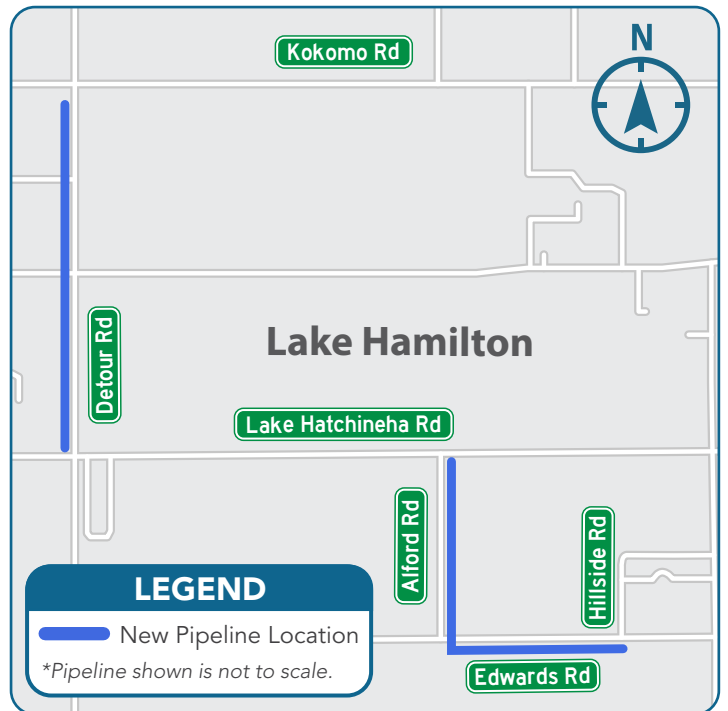 Kokomo Rd
N
Detour Rd
Lake Hamilton
Lake Hatchineha Rd
Alford Rd
Hillside Rd
LEGEND
New Pipeline Location
*Pipeline shown is not to scale.
Edwards Rd